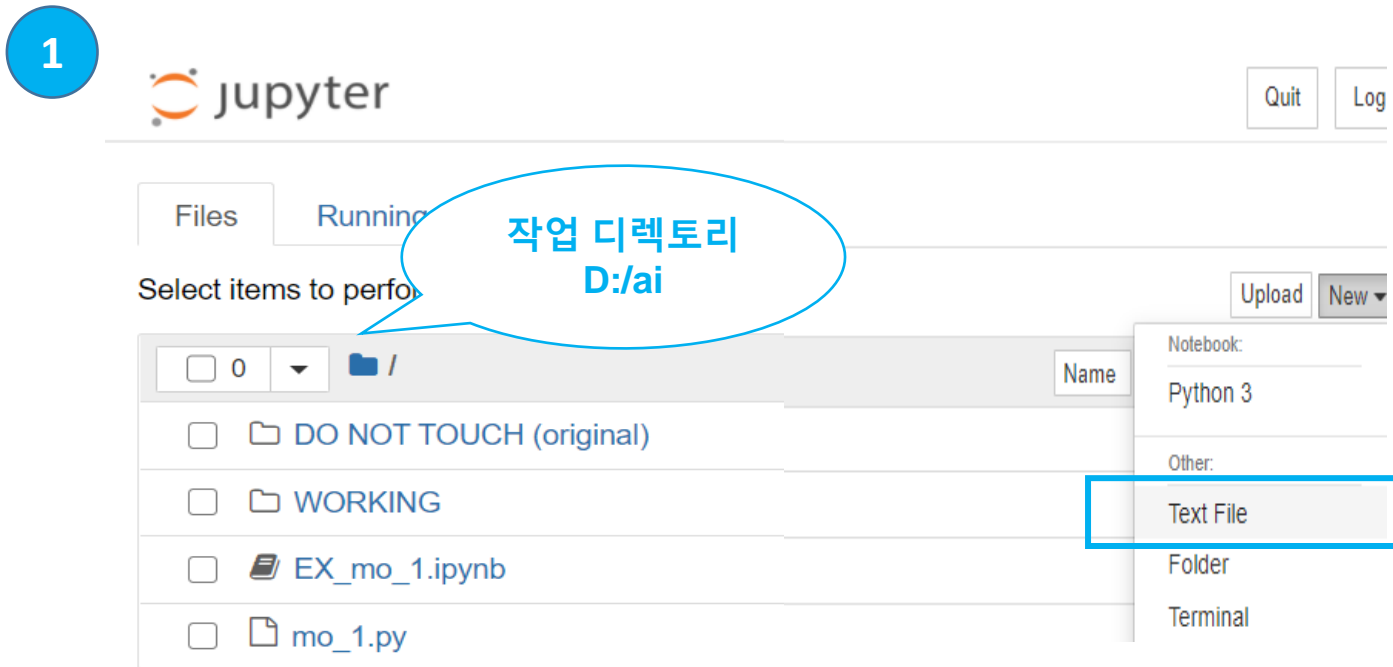 1
jupyter
Quit
Log
Files
Running
작업 디렉토리
D:/ai
Select items to perfor
Upload
New
0
/
Name
Notebook:
Python 3
DO NOT TOUCH (original)
Other:
WORKING
Text File
EX_mo_1.ipynb
Folder
mo_1.py
Terminal